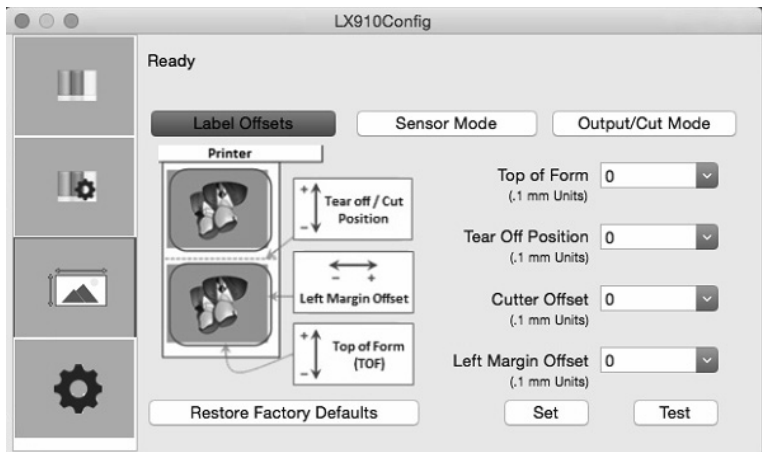 LX910Config
Ready
Label Offsets
Sensor Mode
Output/Cut Mode
Printer
+
Tear off / Cut
Position
−
− +
Left Margin Offset
+
Top of Form
(TOF)
−
Top of Form 0
(.1 mm Units)
Tear Off Position 0
(.1 mm Units)
Cutter Offset 0
(.1 mm Units)
Left Margin Offset 0
(.1 mm Units)
Restore Factory Defaults
Set
Test